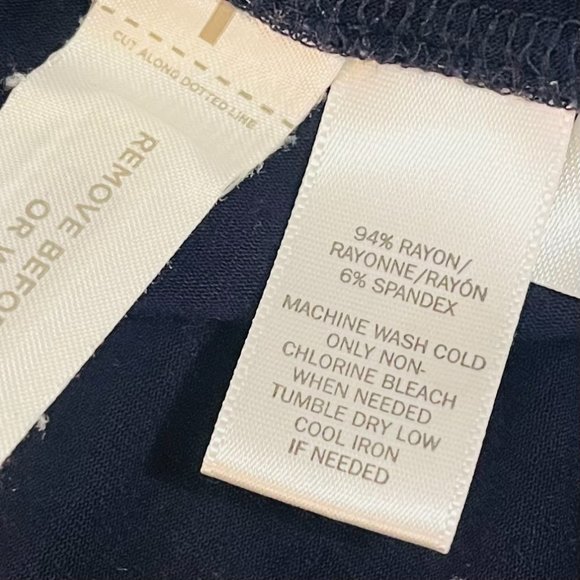 CUT ALONG DOTTED LINE
REMOVE BEFOR
OR
94% RAYON/
RAYONNE/RAYÓN
6% SPANDEX
MACHINE WASH COLD
ONLY NON-
CHLORINE BLEACH
WHEN NEEDED
TUMBLE DRY LOW
COOL IRON
IF NEEDED